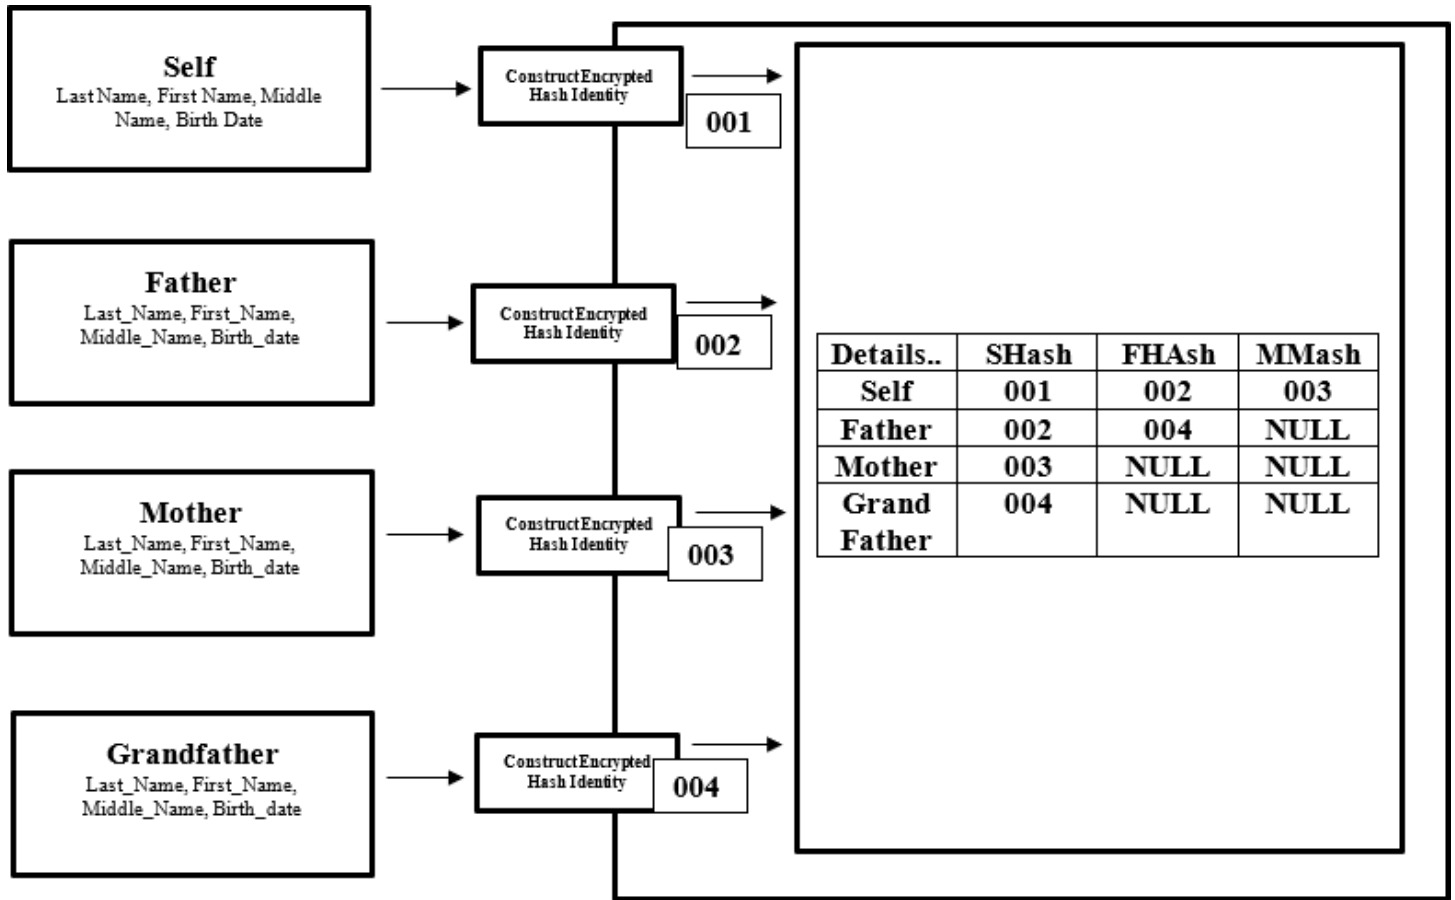 Self
Last Name, First Name, Middle
Name, Birth Date
Construct Encrypted
Hash Identity
001
Father
Last_Name, First_Name,
Middle_Name, Birth_date
Construct Encrypted
Hash Identity
002
Mother
Last_Name, First_Name,
Middle_Name, Birth_date
Construct Encrypted
Hash Identity
003
Grandfather
Last_Name, First_Name,
Middle_Name, Birth_date
Construct Encrypted
Hash Identity
004
Details.. SHash FHAsh MMash
Self 001 002 003
Father 002 004 NULL
Mother 003 NULL NULL
Grand 004 NULL NULL
Father